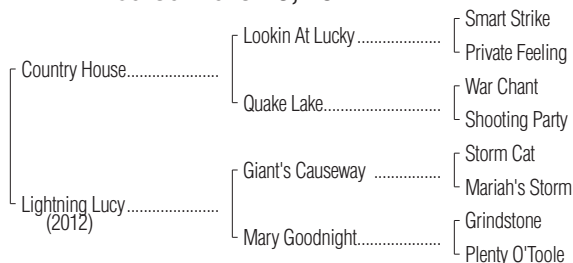 Country House....................
Lightning Lucy....................
(2012)
Lookin At Lucky ..................
Quake Lake.........................
Giant's Causeway ...............
Mary Goodnight...................
Smart Strike
Private Feeling
War Chant
Shooting Party
Storm Cat
Mariah's Storm
Grindstone
Plenty O'Toole